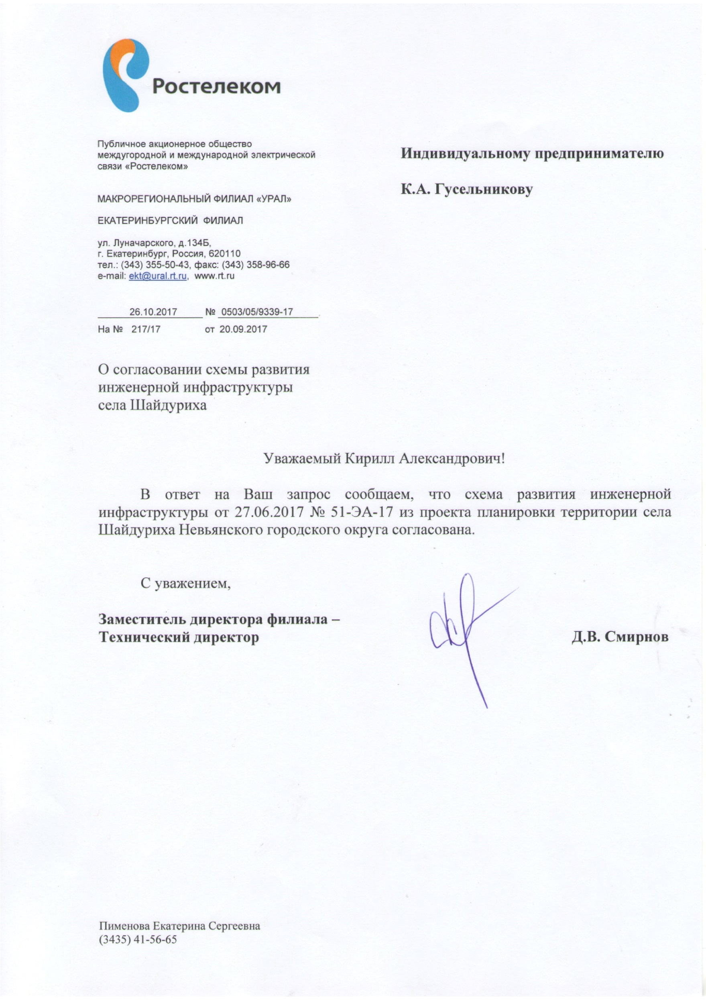 Ростелеком
Публичное акционерное общество
междугородной и международной электрической
связи «Ростелеком»
МАКРОРЕГИОНАЛЬНЫЙ ФИЛИАЛ «УРАЛ»
ЕКАТЕРИНБУРГСКИЙ ФИЛИАЛ
ул. Луначарского, д.134Б,
г. Екатеринбург, Россия, 620110
тел.: (343) 355-50-43, факс: (343) 358-96-66
e-mail: ekt@ural.rt.ru, www.rt.ru
26.10.2017 № 0503/05/9339-17
На № 217/17 от 20.09.2017
Индивидуальному предпринимателю
К.А. Гусельникову
О согласовании схемы развития
инженерной инфраструктуры
села Шайдуриха
Уважаемый Кирилл Александрович!
В ответ на Ваш запрос сообщаем, что схема развития инженерной
инфраструктуры от 27.06.2017 № 51-ЭА-17 из проекта планировки территории села
Шайдуриха Невьянского городского округа согласована.
С уважением,
Заместитель директора филиала –
Технический директор
Д.В. Смирнов
Пименова Екатерина Сергеевна
(3435) 41-56-65